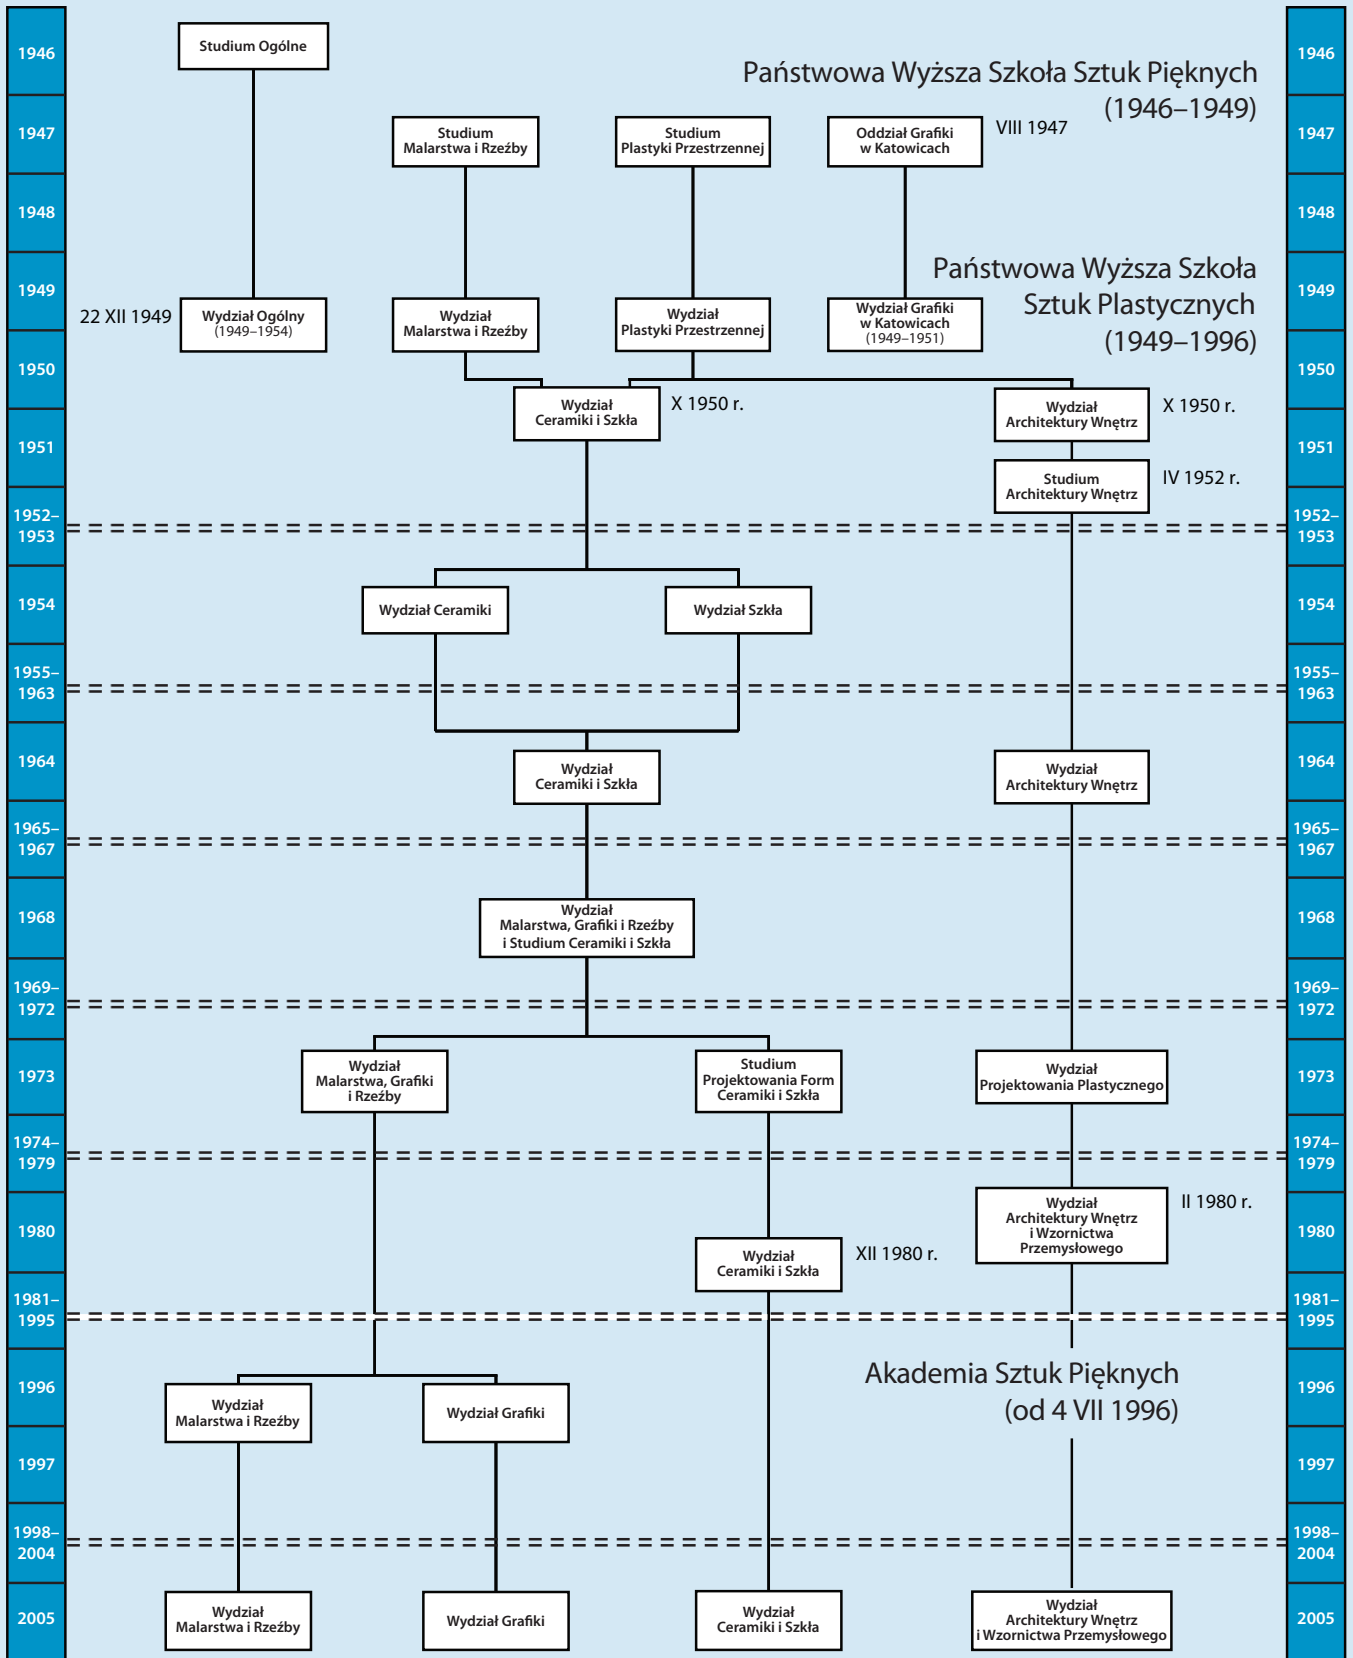 1946
Studium Ogólne
Państwowa Wyższa Szkoła Sztuk Pięknych
(1946–1949)
1946
1947
Studium
Malarstwa i Rzeźby
Studium
Plastyki Przestrzennej
Oddział Grafiki
w Katowicach
VIII 1947
1947
1948
1948
1949
Państwowa Wyższa Szkoła
Sztuk Plastycznych
(1949–1996)
22 XII 1949
Wydział Ogólny
(1949–1954)
Wydział
Malarstwa i Rzeźby
Wydział
Plastyki Przestrzennej
Wydział Grafiki
w Katowicach
(1949–1951)
1949
1950
Wydział
Ceramiki i Szkła
X 1950 r.
Wydział
Architektury Wnętrz
X 1950 r.
1950
1951
Studium
Architektury Wnętrz
IV 1952 r.
1951
1952–
1953
1952–
1953
1954
Wydział Ceramiki
Wydział Szkła
1954
1955–
1963
1955–
1963
1964
Wydział
Ceramiki i Szkła
Wydział
Architektury Wnętrz
1964
1965–
1967
1965–
1967
1968
Wydział
Malarstwa, Grafiki i Rzeźby
i Studium Ceramiki i Szkła
1968
1969–
1972
1969–
1972
1973
Wydział
Malarstwa, Grafiki
i Rzeźby
Studium
Projektowania Form
Ceramiki i Szkła
Wydział
Projektowania Plastycznego
1973
1974–
1979
1974–
1979
1980
Wydział
Architektury Wnętrz
i Wzornictwa
Przemysłowego
II 1980 r.
Wydział
Ceramiki i Szkła
XII 1980 r.
1980
1981–
1995
1981–
1995
1996
Akademia Sztuk Pięknych
(od 4 VII 1996)
Wydział
Malarstwa i Rzeźby
Wydział Grafiki
1996
1997
1997
1998–
2004
1998–
2004
2005
Wydział
Malarstwa i Rzeźby
Wydział Grafiki
Wydział
Ceramiki i Szkła
Wydział
Architektury Wnętrz
i Wzornictwa Przemysłowego
2005